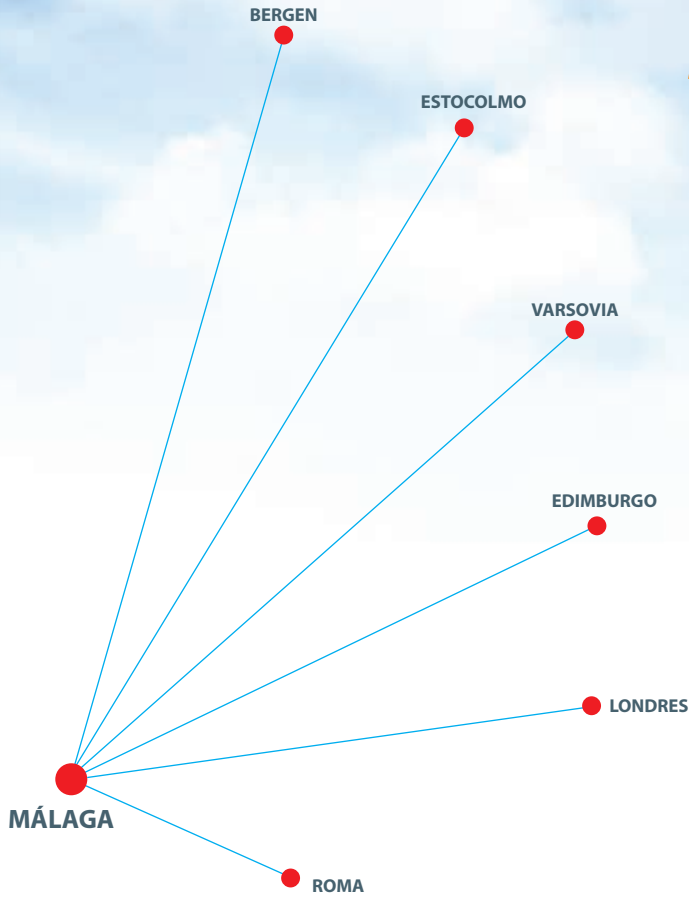 BERGEN
ESTOCOLMO
VARSOVIA
EDIMBURGO
LONDRES
MÁLAGA
ROMA